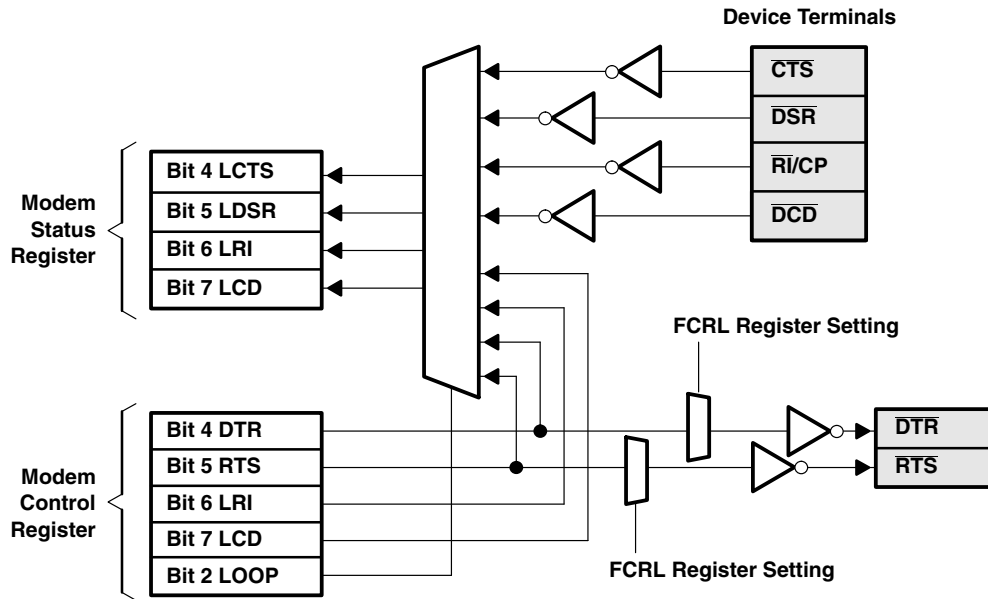 Device Terminals
CTS
DSR
RI/CP
DCD
Modem
Status
Register
Bit 4 LCTS
Bit 5 LDSR
Bit 6 LRI
Bit 7 LCD
FCRL Register Setting
Modem
Control
Register
Bit 4 DTR
Bit 5 RTS
Bit 6 LRI
Bit 7 LCD
Bit 2 LOOP
DTR
RTS
FCRL Register Setting